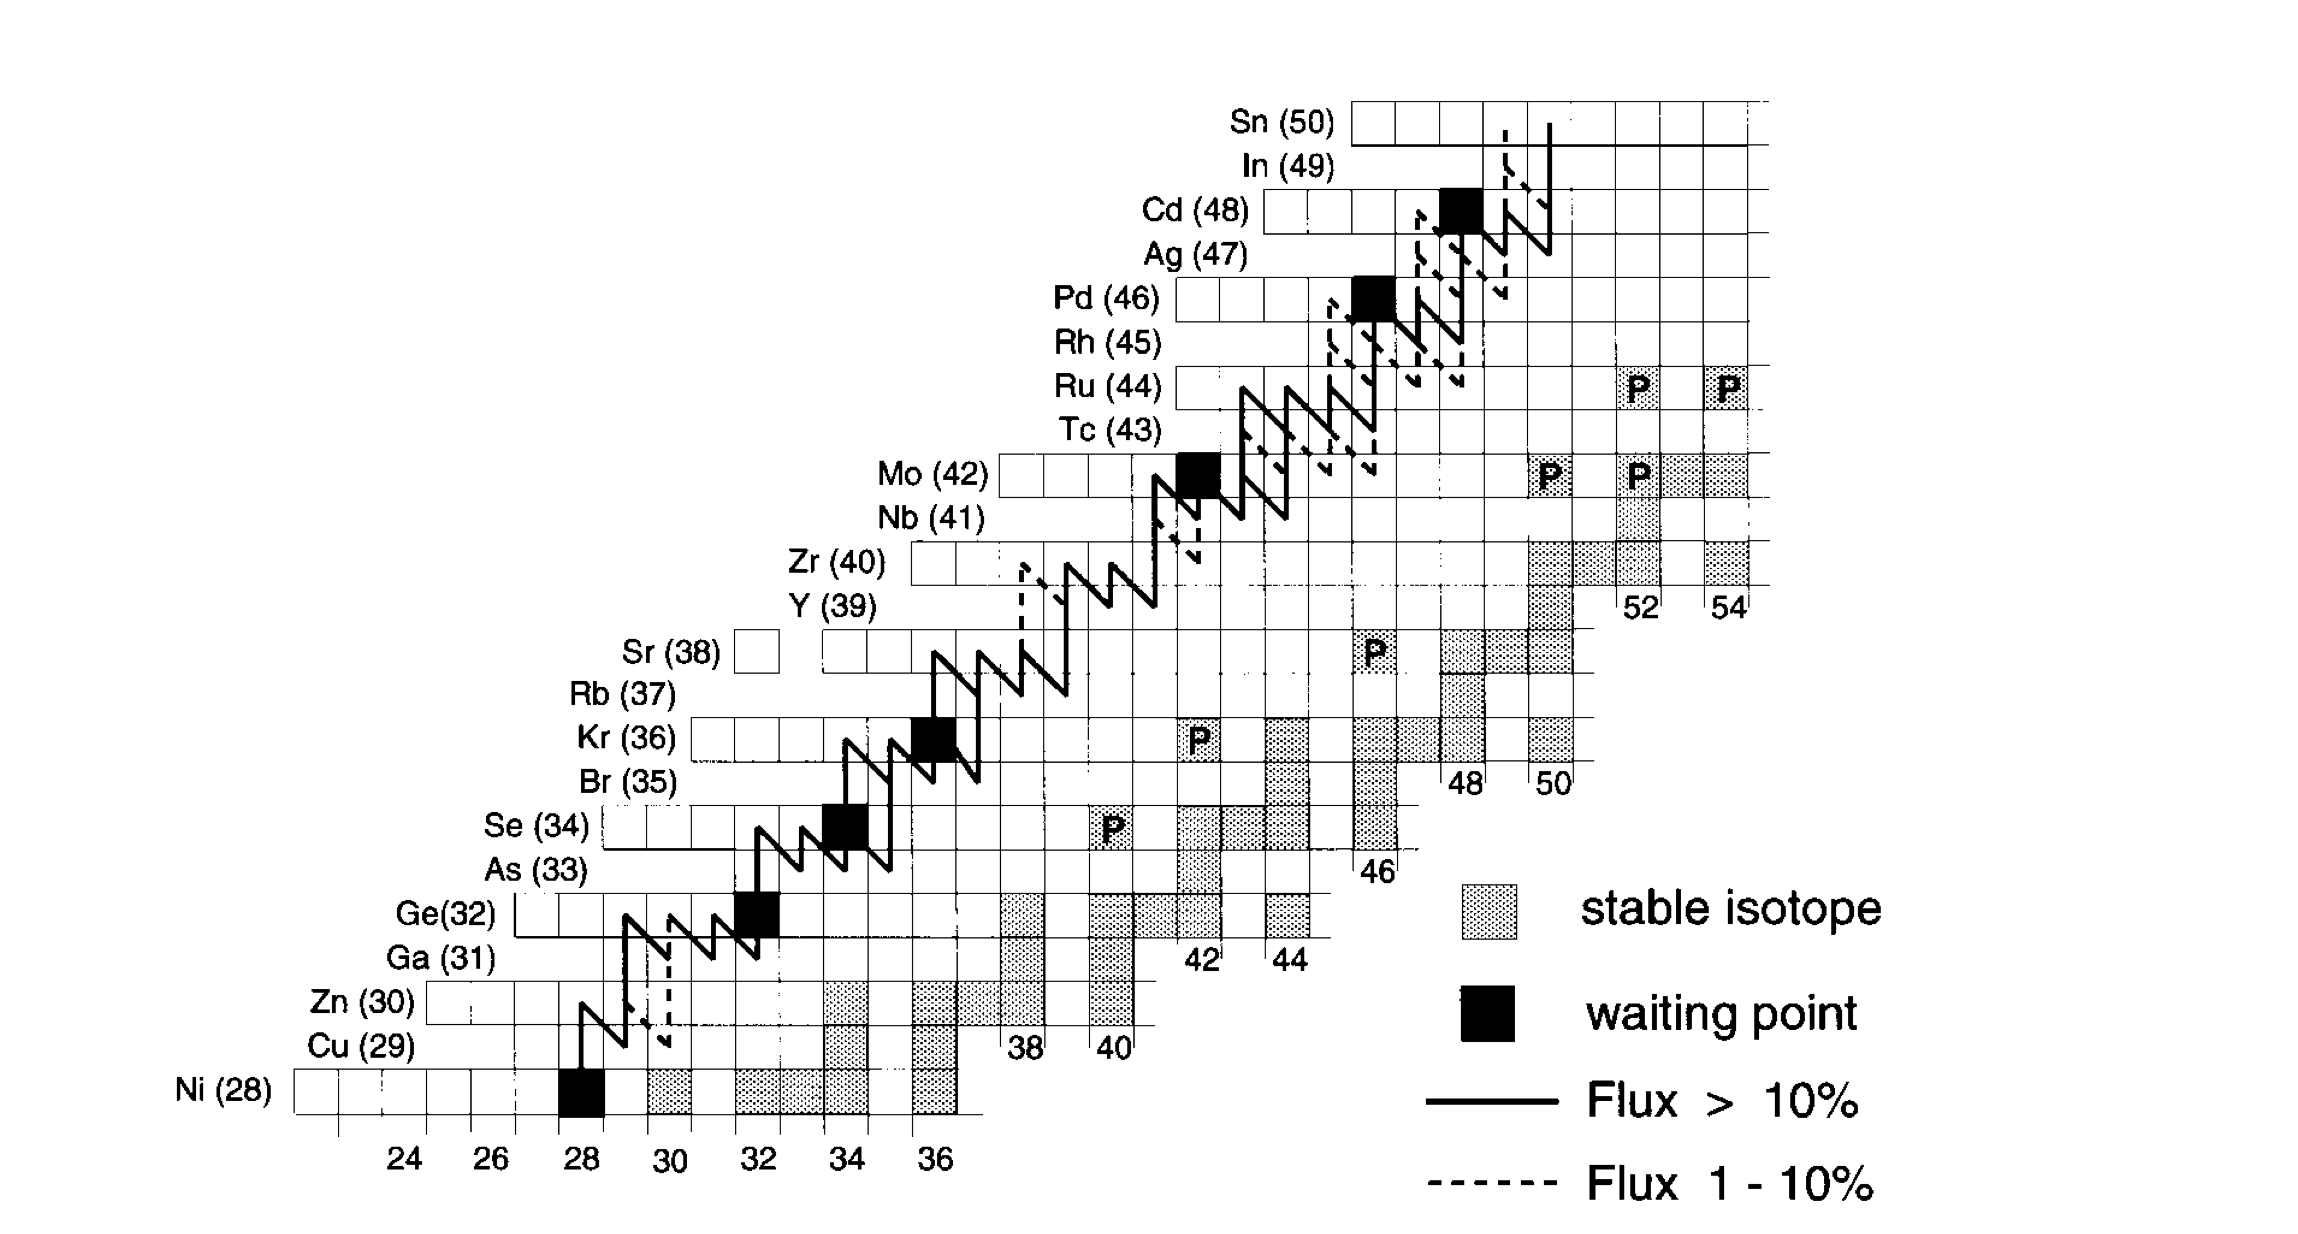 Sn (50)
In (49)
Cd (48)
Ag (47)
Pd (46)
Rh (45)
Ru (44) P P
Tc (43)
Mo (42) P P
Nb (41)
Zr (40)
Y (39) 52 54
Sr (38) P
Rb (37)
Kr (36) P
Br (35) 48 50
Se (34) P
As (33) 46
Ge(32) stable isotope
Ga (31) 42 44
Zn (30) waiting point
Cu (29) 38 40
Ni (28) Flux > 10%
24 26 28 30 32 34 36
Flux 1 - 10%